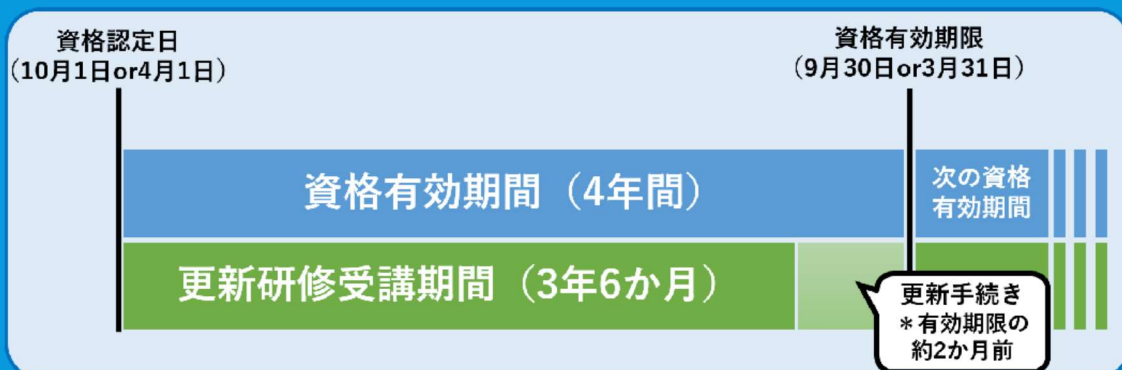 資格認定日
（10月1日or4月1日）
資格有効期限
（9月30日or3月31日）
資格有効期間（4年間）
次の資格
有効期間
更新研修受講期間（3年6か月）
更新手続き
＊有効期限の
約2か月前